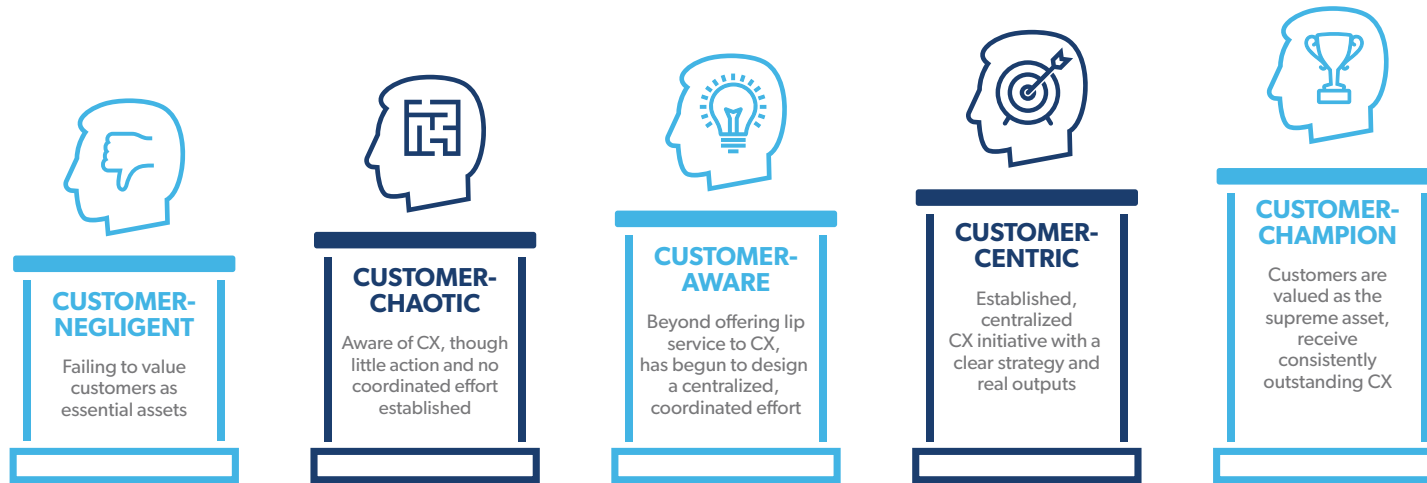 CUSTOMER-
NEGLIGENT
Failing to value
customers as
essential assets
CUSTOMER-
CHAOTIC
Aware of CX, though
little action and no
coordinated effort
established
CUSTOMER-
AWARE
Beyond offering lip
service to CX,
has begun to design
a centralized,
coordinated effort
CUSTOMER-
CENTRIC
Established,
centralized
CX initiative with a
clear strategy and
real outputs
CUSTOMER-
CHAMPION
Customers are
valued as the
supreme asset,
receive
consistently
outstanding CX